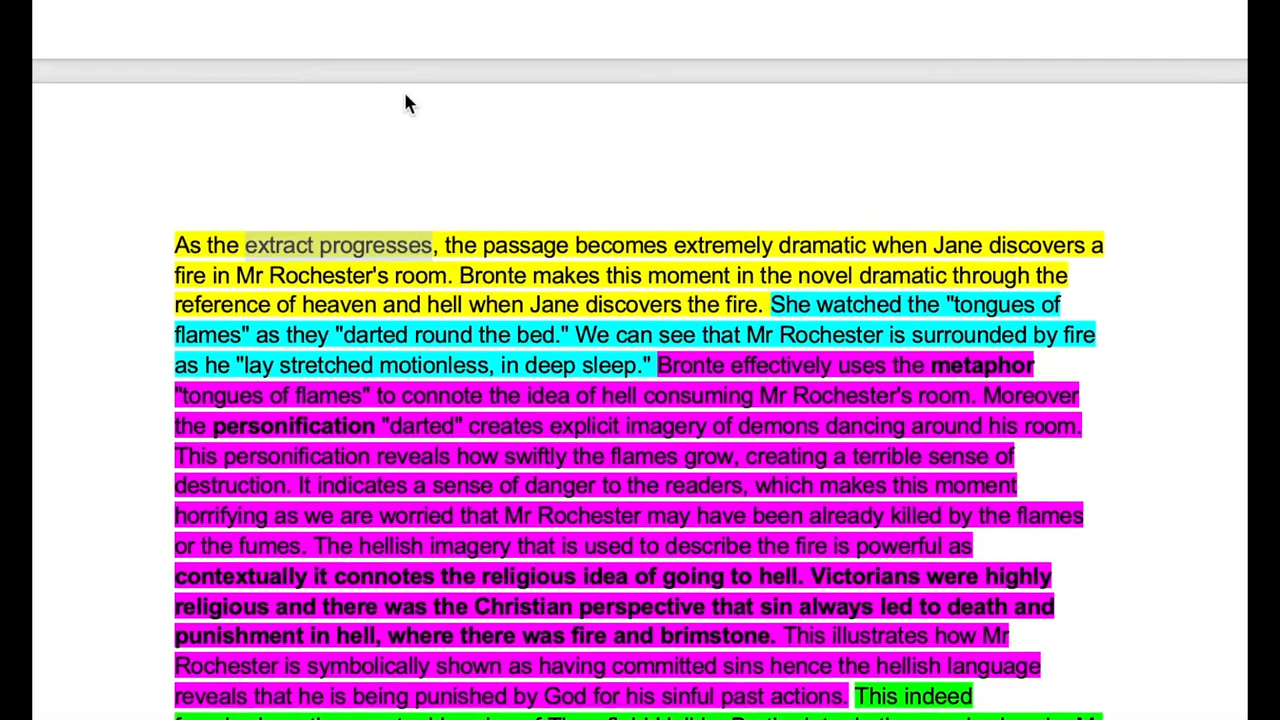 As the extract progresses, the passage becomes extremely dramatic when Jane discovers a
fire in Mr Rochester's room. Bronte makes this moment in the novel dramatic through the
reference of heaven and hell when Jane discovers the fire. She watched the "tongues of
flames" as they "darted round the bed." We can see that Mr Rochester is surrounded by fire
as he "lay stretched motionless, in deep sleep." Bronte effectively uses the metaphor
"tongues of flames" to connote the idea of hell consuming Mr Rochester's room. Moreover
the personification "darted" creates explicit imagery of demons dancing around his room.
This personification reveals how swiftly the flames grow, creating a terrible sense of
destruction. It indicates a sense of danger to the readers, which makes this moment
horrifying as we are worried that Mr Rochester may have been already killed by the flames
or the fumes. The hellish imagery that is used to describe the fire is powerful as
contextually it connotes the religious idea of going to hell. Victorians were highly
religious and there was the Christian perspective that sin always led to death and
punishment in hell, where there was fire and brimstone. This illustrates how Mr
Rochester is symbolically shown as having committed sins hence the hellish language
reveals that he is being punished by God for his sinful past actions. This indeed